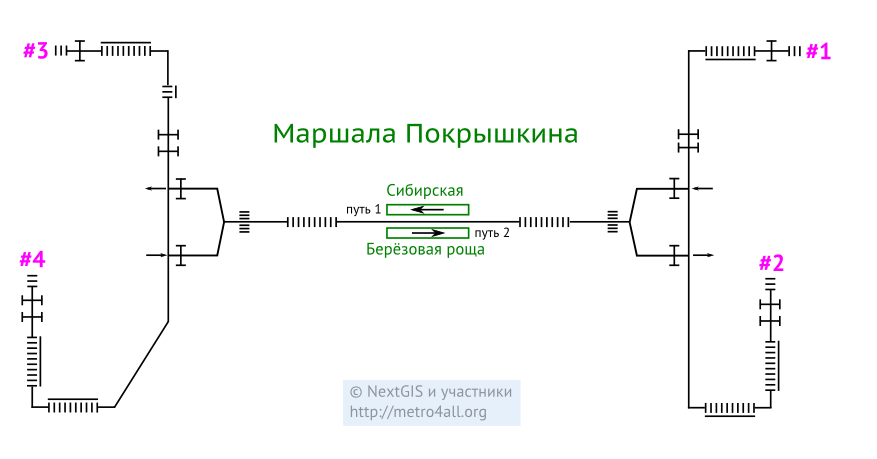 #3
#1
Маршала Покрышкина
Сибирская
путь 1
путь 2
Берёзовая роща
#4
#2
© NextGIS и участники
http://metro4all.org